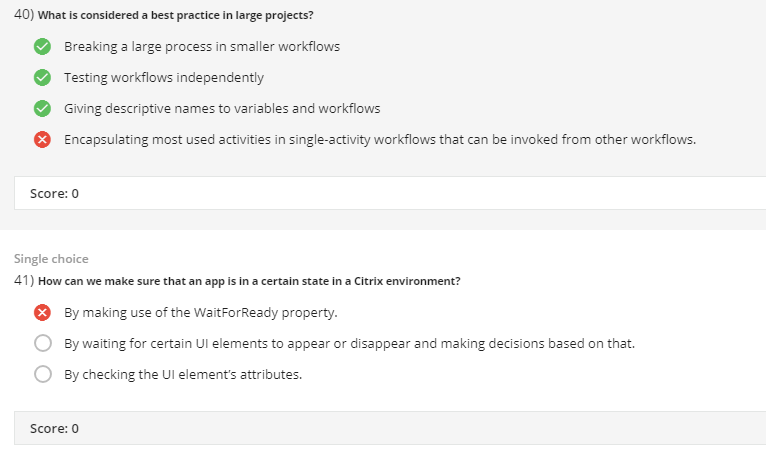 40) What is considered a best practice in large projects?
Breaking a large process in smaller workflows
Testing workflows independently
Giving descriptive names to variables and workflows
Encapsulating most used activities in single-activity workflows that can be invoked from other workflows.
Score: 0
Single choice
41) How can we make sure that an app is in a certain state in a Citrix environment?
By making use of the WaitForReady property.
By waiting for certain UI elements to appear or disappear and making decisions based on that.
By checking the UI element's attributes.
Score: 0